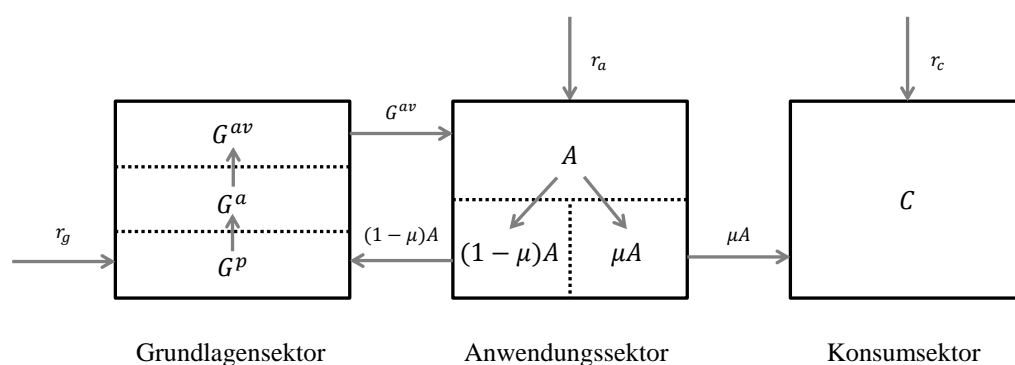 r_a
r_c
G^{av}
G^{av}
A
G^a
C
r_g
(1 − μ)A
(1 − μ)A
μA
μA
G^p
Grundlagensektor
Anwendungssektor
Konsumsektor